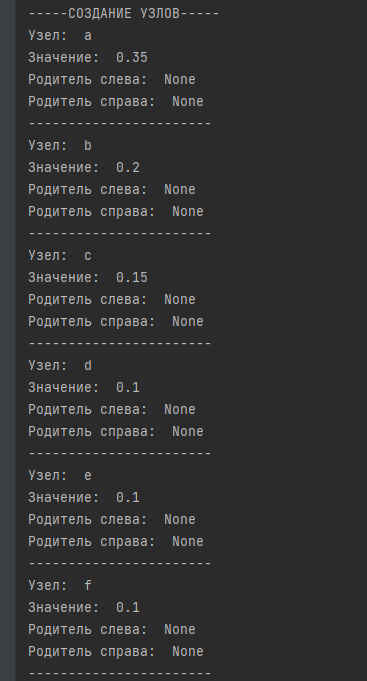 -----СОЗДАНИЕ УЗЛОВ-----
Узел:  a
Значение:  0.35
Родитель слева:  None
Родитель справа:  None
-----------------------
Узел:  b
Значение:  0.2
Родитель слева:  None
Родитель справа:  None
-----------------------
Узел:  c
Значение:  0.15
Родитель слева:  None
Родитель справа:  None
-----------------------
Узел:  d
Значение:  0.1
Родитель слева:  None
Родитель справа:  None
-----------------------
Узел:  e
Значение:  0.1
Родитель слева:  None
Родитель справа:  None
-----------------------
Узел:  f
Значение:  0.1
Родитель слева:  None
Родитель справа:  None
-----------------------